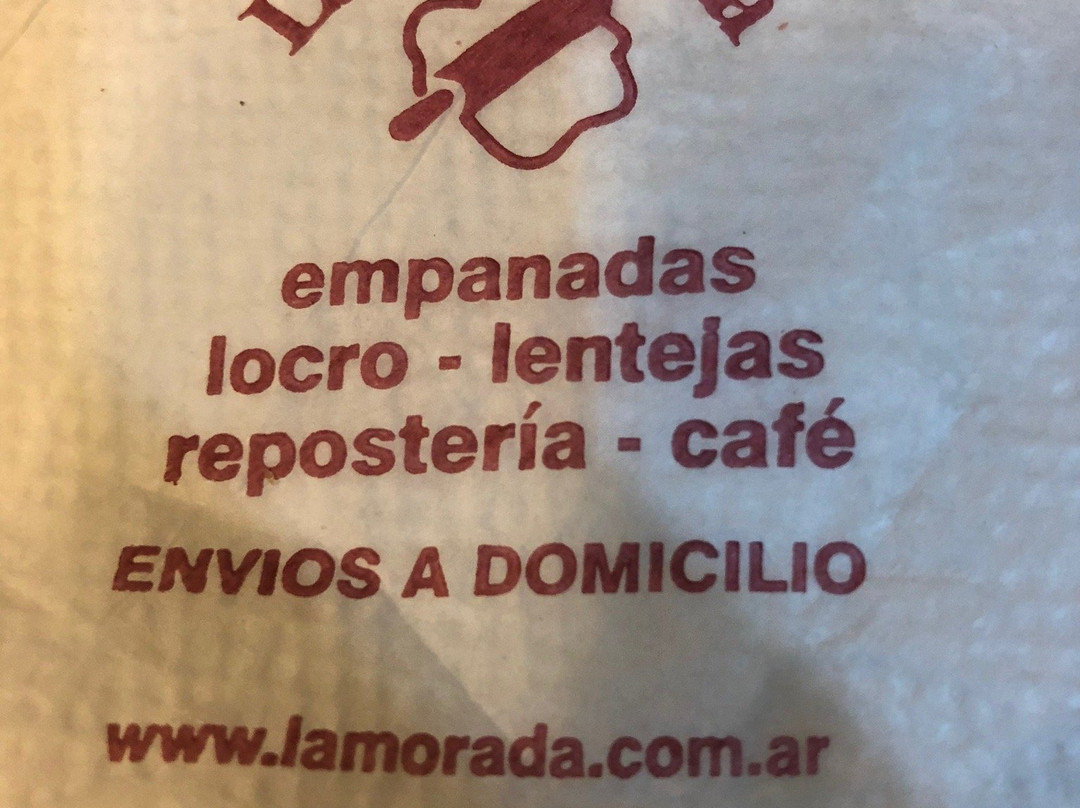 empanadas
locro - lentejas
repostería - café
ENVIOS A DOMICILIO
www.lamorada.com.ar